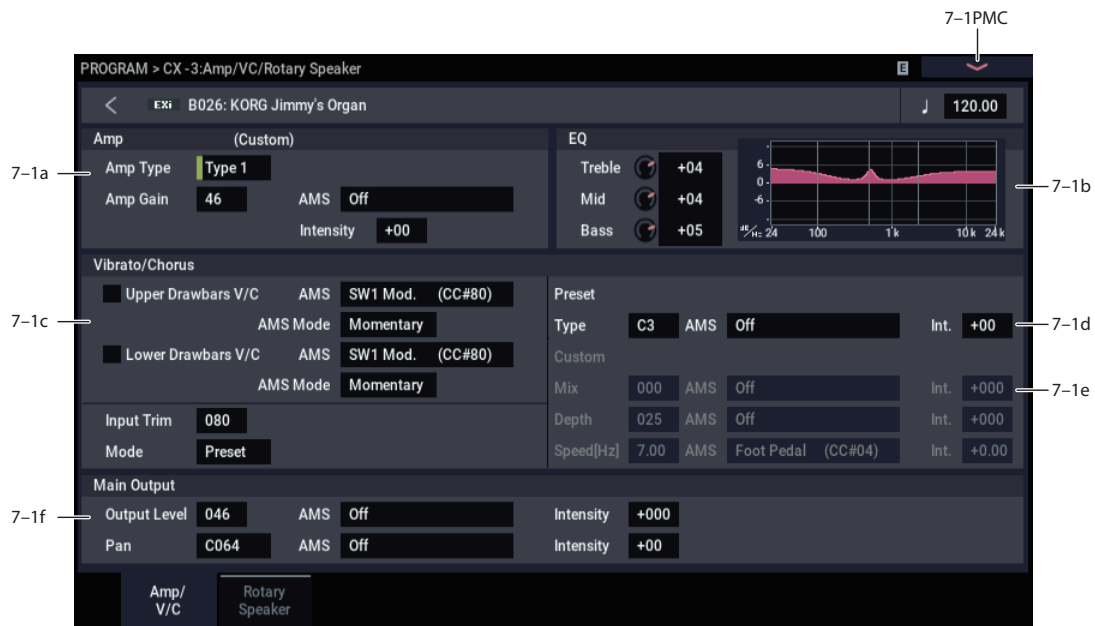 7–1PMC
PROGRAM > CX-3:Amp/VC/Rotary Speaker E
EXi B026: KORG Jimmy's Organ ♩ 120.00
Amp (Custom)
Amp Type Type 1
Amp Gain 46 AMS Off
Intensity +00
EQ
Treble +04
Mid +04
Bass +05
6
0
-6
dB/Hz 24 100 1k 10k 24k
7–1a
7–1b
Vibrato/Chorus
Upper Drawbars V/C AMS SW1 Mod. (CC#80)
AMS Mode Momentary
Lower Drawbars V/C AMS SW1 Mod. (CC#80)
AMS Mode Momentary
Input Trim 080
Mode Preset
7–1c
Preset
Type C3 AMS Off Int. +00
7–1d
Custom
Mix 000 AMS Off Int. +000
7–1e
Depth 025 AMS Off Int. +000
Speed[Hz] 7.00 AMS Foot Pedal (CC#04) Int. +0.00
Main Output
7–1f
Output Level 046 AMS Off Intensity +000
Pan C064 AMS Off Intensity +00
Amp/
V/C
Rotary
Speaker